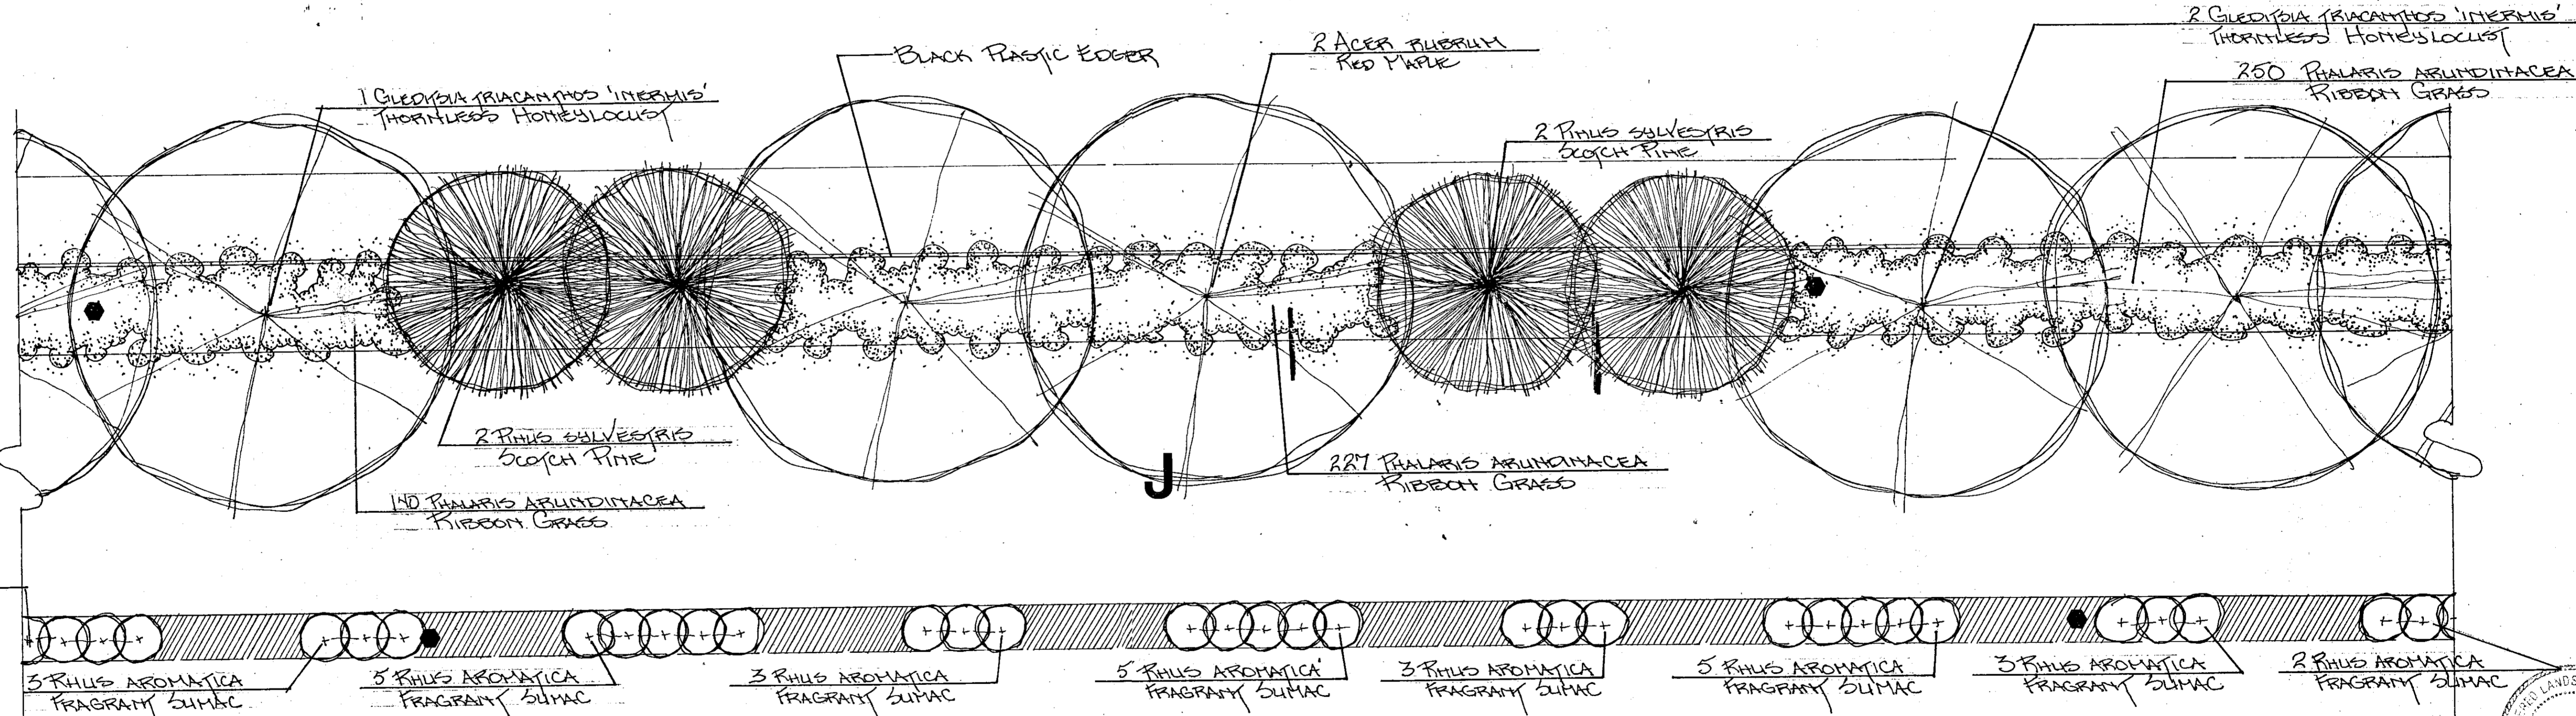 2 GLEDITSIA TRIACANTHOS 'INERMIS'
THORNLESS HONEYLOCUST
BLACK PLASTIC EDGER
2 ACER RUBRUM
RED MAPLE
250 PHALARIS ARUNDINACEA
RIBBON GRASS
1 GLEDITSIA TRIACANTHOS 'INERMIS'
THORNLESS HONEYLOCUST
2 PINUS SYLVESTRIS
SCOTCH PINE
2 PINUS SYLVESTRIS
SCOTCH PINE
J
227 PHALARIS ARUNDINACEA
RIBBON GRASS
PHALARIS ARUNDINACEA
RIBBON GRASS
3 RHUS AROMATICA
FRAGRANT SUMAC
5 RHUS AROMATICA
FRAGRANT SUMAC
3 RHUS AROMATICA
FRAGRANT SUMAC
5 RHUS AROMATICA
FRAGRANT SUMAC
3 RHUS AROMATICA
FRAGRANT SUMAC
5 RHUS AROMATICA
FRAGRANT SUMAC
3 RHUS AROMATICA
FRAGRANT SUMAC
2 RHUS AROMATICA
FRAGRANT SUMAC